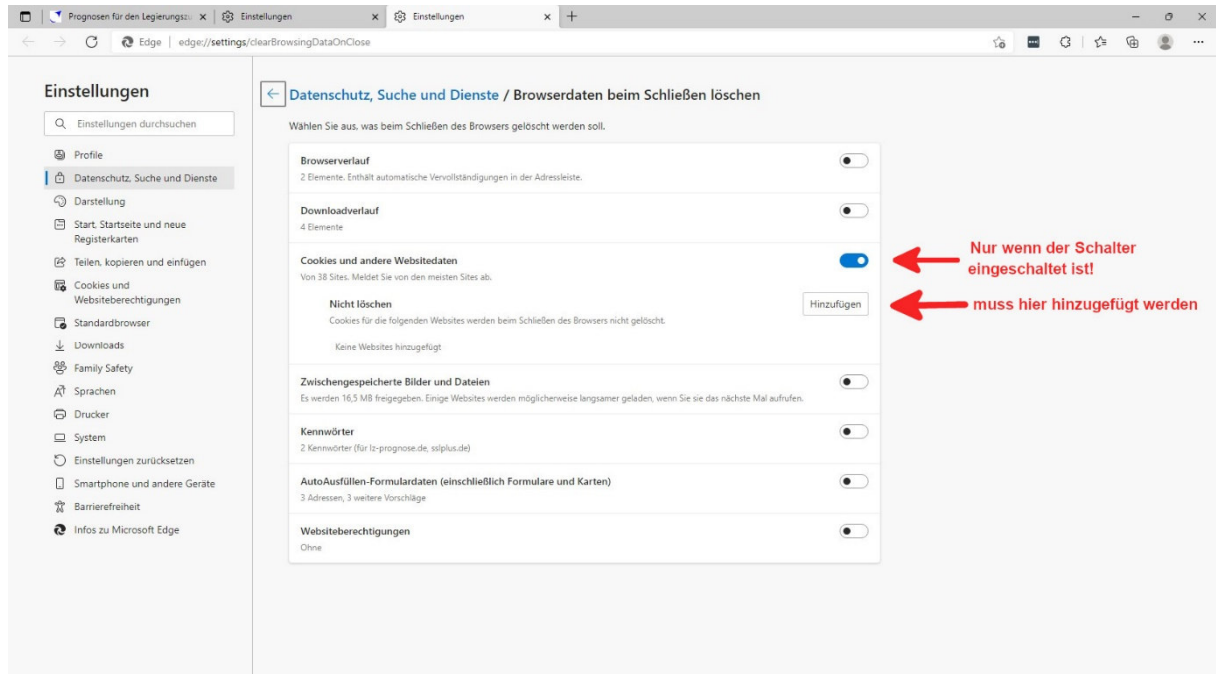 Prognosen für den Legierungszu
Einstellungen
Einstellungen
Edge | edge://settings/clearBrowsingDataOnClose
Einstellungen
Einstellungen durchsuchen
Profile
Datenschutz, Suche und Dienste
Darstellung
Start, Startseite und neue
Registerkarten
Teilen, kopieren und einfügen
Cookies und
Websiteberechtigungen
Standardbrowser
Downloads
Family Safety
Sprachen
Drucker
System
Einstellungen zurücksetzen
Smartphone und andere Geräte
Barrierefreiheit
Infos zu Microsoft Edge
Datenschutz, Suche und Dienste / Browserdaten beim Schließen löschen
Wählen Sie aus, was beim Schließen des Browsers gelöscht werden soll.
Browserverlauf
2 Elemente. Enthält automatische Vervollständigungen in der Adressleiste.
Downloadverlauf
4 Elemente
Cookies und andere Websitedaten
Von 38 Sites. Meldet Sie von den meisten Sites ab.
Nicht löschen
Cookies für die folgenden Websites werden beim Schließen des Browsers nicht gelöscht.
Hinzufügen
Keine Websites hinzugefügt
Zwischengespeicherte Bilder und Dateien
Es werden 16,5 MB freigegeben. Einige Websites werden möglicherweise langsamer geladen, wenn Sie sie das nächste Mal aufrufen.
Kennwörter
2 Kennwörter (für lz-prognose.de, sslplus.de)
AutoAusfüllen-Formulardaten (einschließlich Formulare und Karten)
3 Adressen, 3 weitere Vorschläge
Websiteberechtigungen
Ohne
Nur wenn der Schalter
eingeschaltet ist!
muss hier hinzugefügt werden